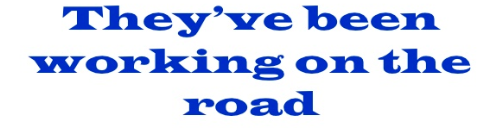 They’ve been
working on the
road